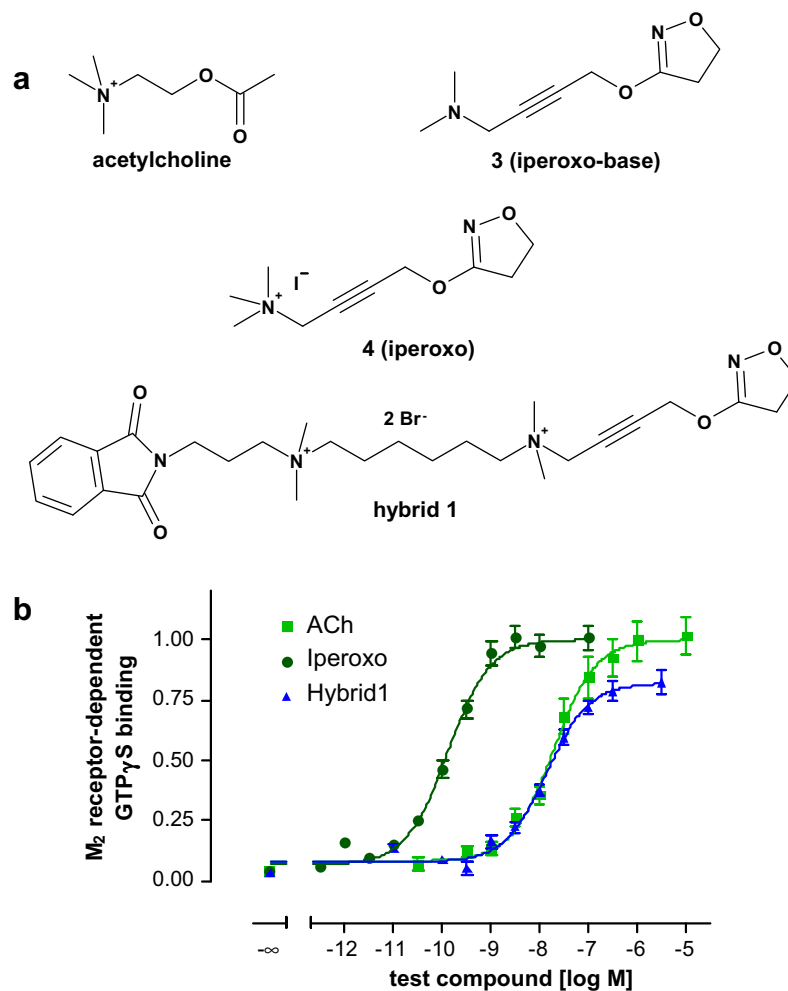 a
N+
O
O
acetylcholine
N
O
N
O
3 (iperoxo-base)
N+
I−
O
N
O
4 (iperoxo)
O
N
O
N+
2 Br-
N+
O
N
O
hybrid 1
b
M2 receptor-dependent
GTPγS binding
ACh
Iperoxo
Hybrid1
1.00
0.75
0.50
0.25
0.00
-∞ -12 -11 -10 -9 -8 -7 -6 -5
test compound [log M]